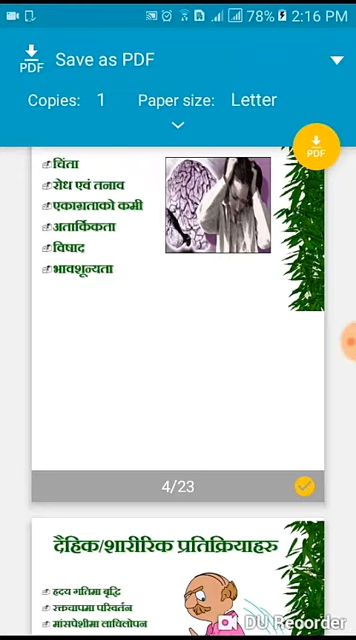 78% 2:16 PM
PDF Save as PDF
Copies: 1 Paper size: Letter
PDF
चिंता
रोध एवं तनाव
एकाग्रताको कमी
अतार्किकता
विषाद
भावशून्यता
4/23
दैहिक/शारीरिक प्रतिक्रियाहरु
हृदय गतिमा बृद्धि
रक्तचापमा परिवर्तन
मांसपेशीमा लाचिलोपन
DU Recorder